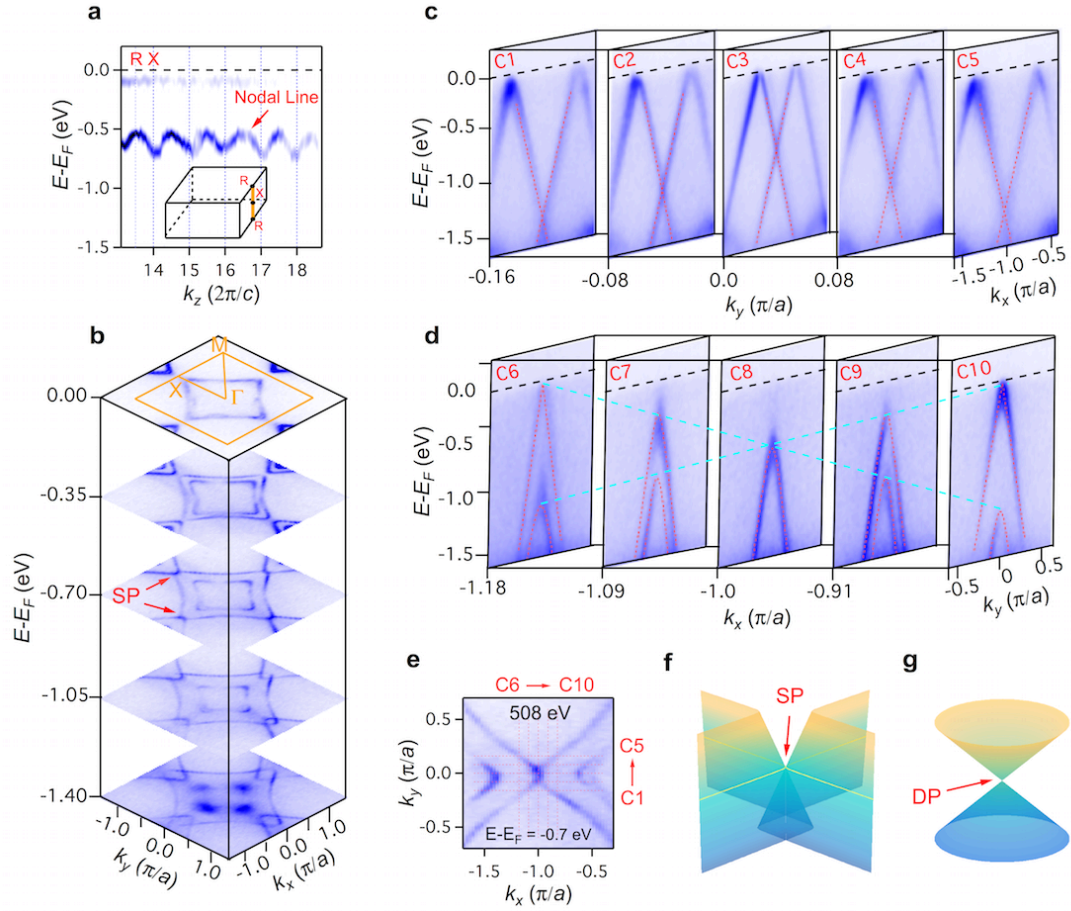 a
R X
0.0
Nodal Line
-0.5
-1.0
-1.5
E-E_F (eV)
R
X
R
14 15 16 17 18
k_z (2π/c)
b
M
X
Γ
0.00
-0.35
-0.70
SP
-1.05
-1.40
E-E_F (eV)
-1.0
0.0
1.0
k_y (π/a)
-1.0
0.0
1.0
k_x (π/a)
c
C1 C2 C3 C4 C5
0.0
-0.5
-1.0
-1.5
E-E_F (eV)
-0.16 -0.08 0.0 0.08
k_y (π/a)
-1.5 -1.0 -0.5
k_x (π/a)
d
C6 C7 C8 C9 C10
0.0
-0.5
-1.0
-1.5
E-E_F (eV)
-1.18 -1.09 -1.0 -0.91
k_x (π/a)
-0.5 0 0.5
k_y (π/a)
e
C6 → C10
508 eV
0.5
0.0
-0.5
k_y (π/a)
C5
C1
E-E_F = -0.7 eV
-1.5 -1.0 -0.5
k_x (π/a)
f
SP
g
DP